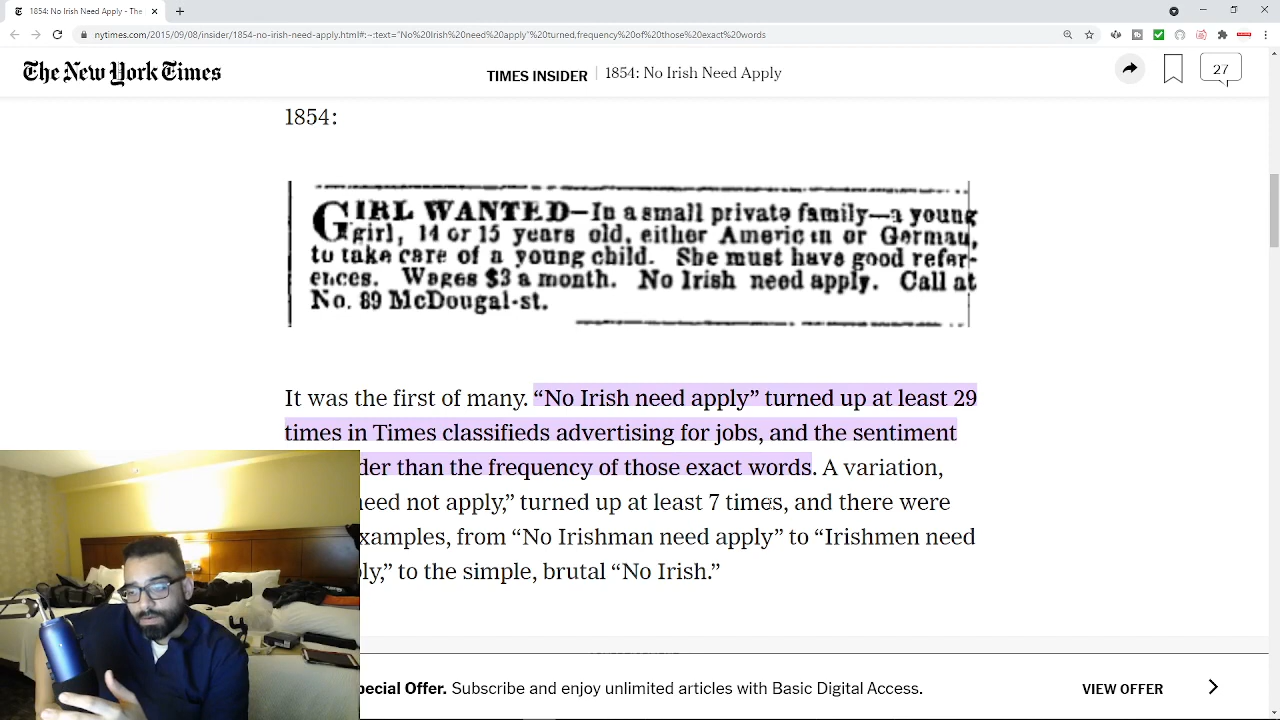 1854: No Irish Need Apply - The
nytimes.com/2015/09/08/insider/1854-no-irish-need-apply.html#:~:text="No%20Irish%20need%20apply"%20turned,frequency%20of%20those%20exact%20words
The New York Times
TIMES INSIDER | 1854: No Irish Need Apply
27
1854:
GIRL WANTED—In a small private family—a young
girl, 14 or 15 years old, either American or German,
to take care of a young child. She must have good refer-
ences. Wages $3 a month. No Irish need apply. Call at
No. 89 McDougal-st.
It was the first of many. “No Irish need apply” turned up at least 29
times in Times classifieds advertising for jobs, and the sentiment
der than the frequency of those exact words. A variation,
need not apply,” turned up at least 7 times, and there were
xamples, from “No Irishman need apply” to “Irishmen need
ly,” to the simple, brutal “No Irish.”
pecial Offer. Subscribe and enjoy unlimited articles with Basic Digital Access.
VIEW OFFER